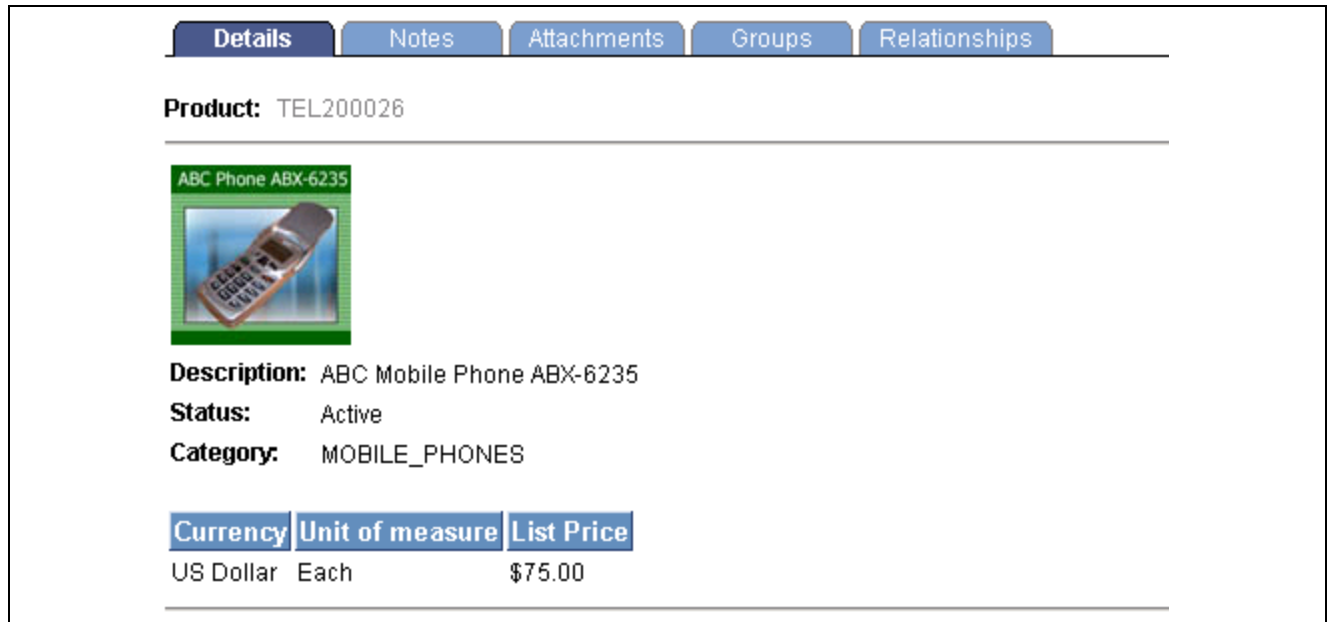 Details Notes Attachments Groups Relationships
Product: TEL200026
ABC Phone ABX-6235
Description: ABC Mobile Phone ABX-6235
Status: Active
Category: MOBILE_PHONES
Currency Unit of measure List Price
US Dollar Each $75.00